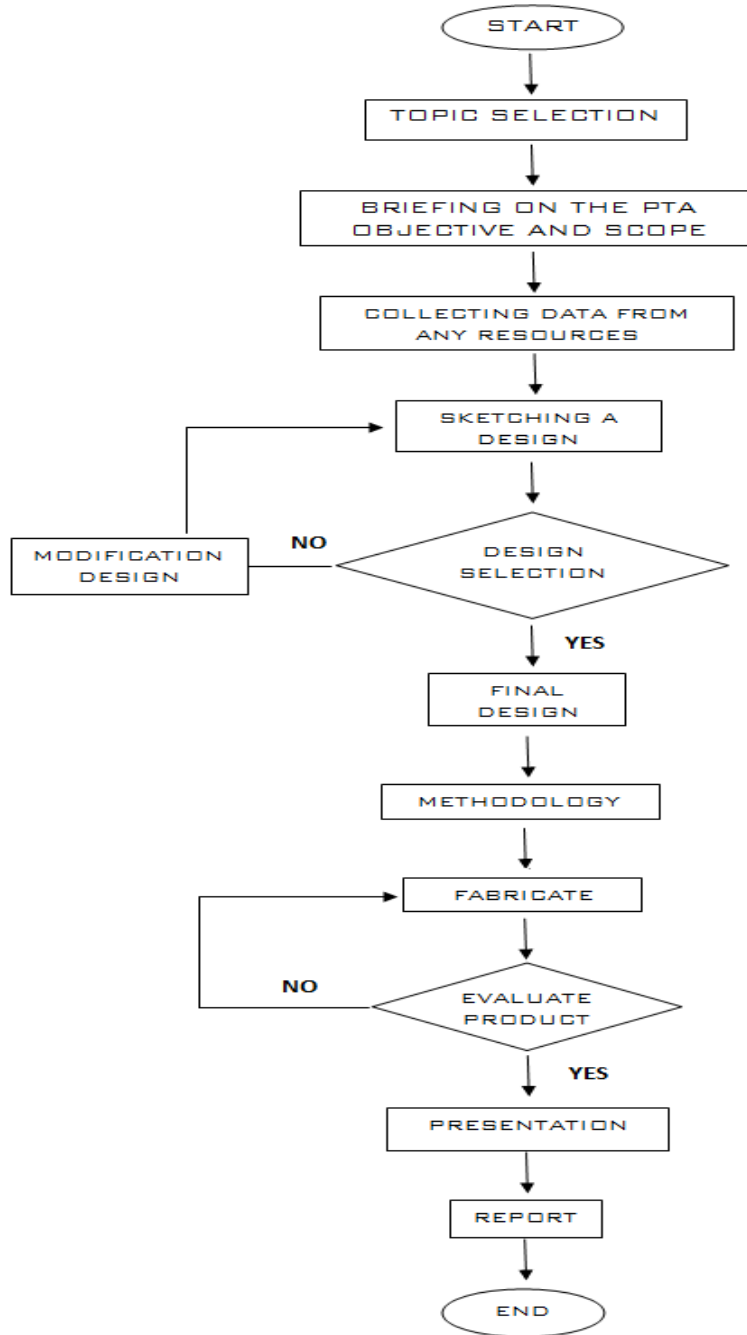 START
TOPIC SELECTION
BRIEFING ON THE PTA
OBJECTIVE AND SCOPE
COLLECTING DATA FROM
ANY RESOURCES
SKETCHING A
DESIGN
NO
MODIFICATION
DESIGN
DESIGN
SELECTION
YES
FINAL
DESIGN
METHODOLOGY
FABRICATE
NO
EVALUATE
PRODUCT
YES
PRESENTATION
REPORT
END